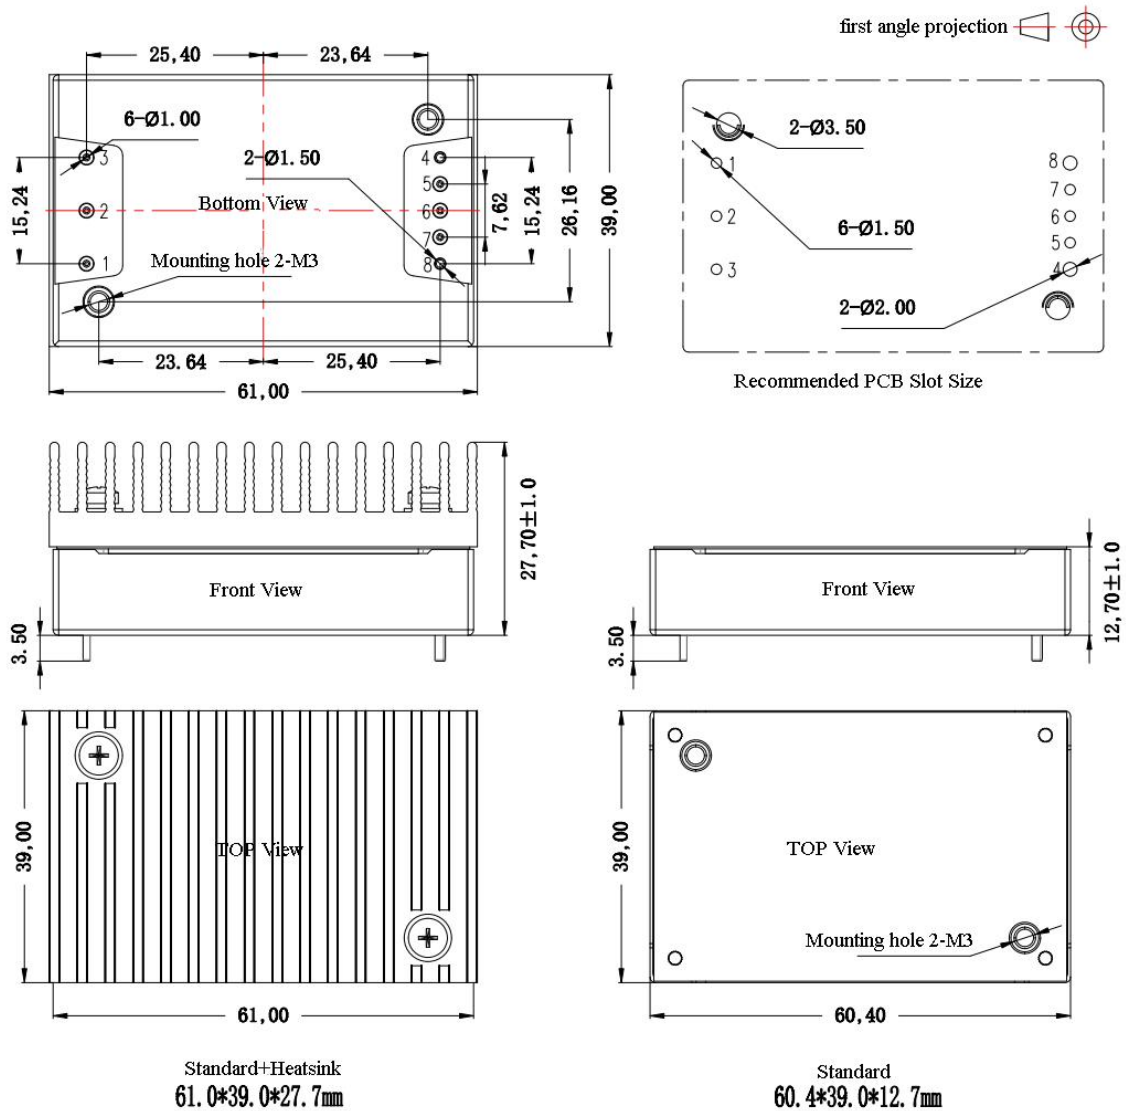 first angle projection
25,40
23,64
6-Ø1.00
2-Ø3.50
3
2-Ø1.50
4
1
8
5
7
15,24
2
Bottom View
6
7,62
15,24
26,16
39,00
2
6
7
6-Ø1.50
5
1
Mounting hole 2-M3
8
3
4
2-Ø2.00
23.64
25,40
61,00
Recommended PCB Slot Size
27,70±1.0
Front View
3.50
12,70±1.0
Front View
3.50
39,00
TOP View
39,00
TOP View
Mounting hole 2-M3
61,00
60,40
Standard+Heatsink
61.0*39.0*27.7mm
Standard
60.4*39.0*12.7mm